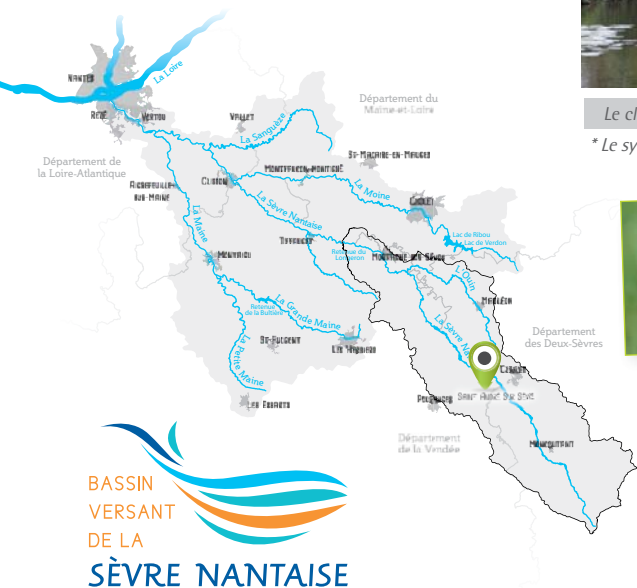 La Loire
NANTES
REZÉ
VERTOU
VALLET
La Sanguèze
Département du
Maine-et-Loire
Le cl
* Le sy
Département de
la Loire-Atlantique
AIGREFEUILLE-
SUR-MAINE
CLISSON
MONTFAUCON-MONTIGNÉ
ST-MACAIRE-EN-MAUGES
La Moine
CHOLET
La Sèvre Nantaise
La Maine
TIFFAUGES
Lac de Ribou
Lac de Verdon
MONTAIGU
Retenue du
Longeron
MORTAGNE-SUR-SÈVRE
L'Ouin
MAULÉON
La Grande Maine
Retenue
de la Bultière
La Sèvre Na
Département
des Deux-Sèvres
ST-FULGENT
LES HERBIERS
La Petite Maine
CERIZAY
POUZAUGES
SAINT AMAND SUR SÈVRE
LES ESSARTS
Département
de la Vendée
MONCOUTANT
BASSIN
VERSANT
DE LA
SÈVRE NANTAISE